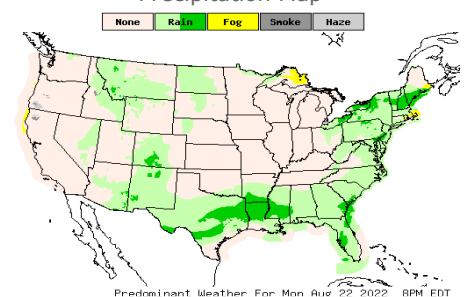 Precipitation Map
None Rain Fog Smoke Haze
Predominant Weather For Mon Aug 22 2022 8PM EDT